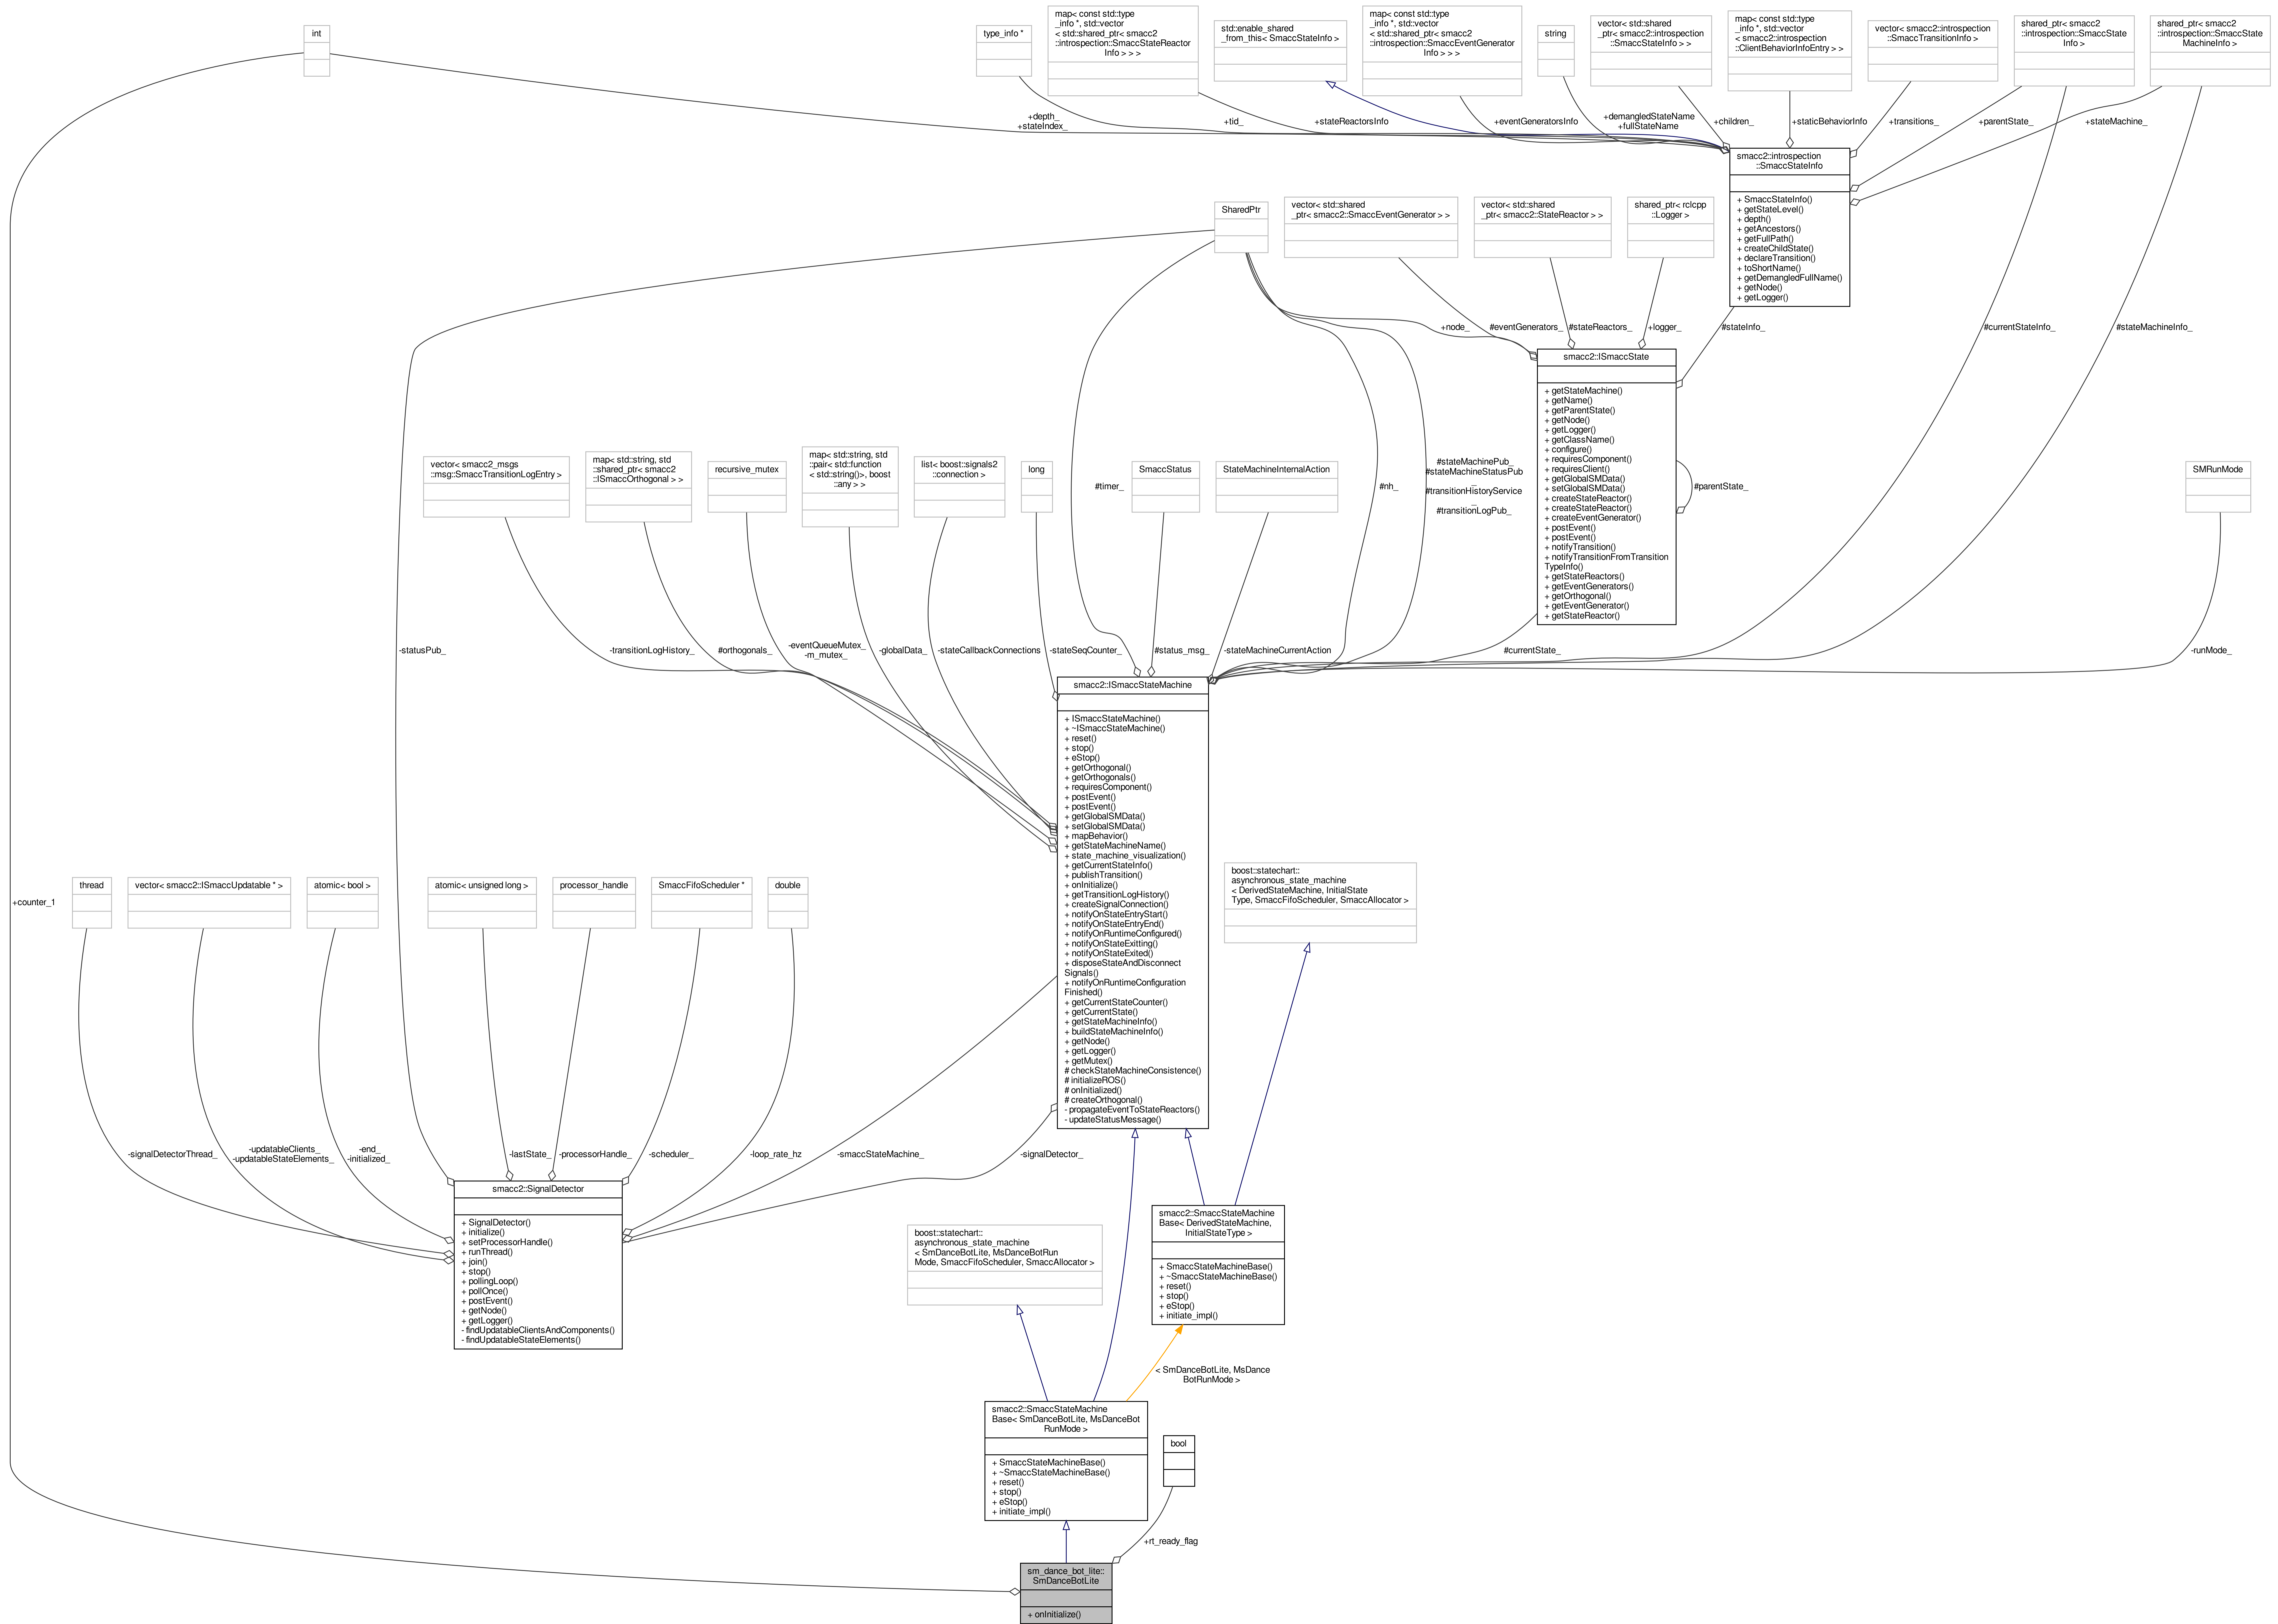 int
type_info *
map< const std::type
_info *, std::vector
< std::shared_ptr< smacc2
::introspection::SmaccStateReactor
Info > > >
std::enable_shared
_from_this< SmaccStateInfo >
map< const std::type
_info *, std::vector
< std::shared_ptr< smacc2
::introspection::SmaccEventGenerator
Info > > >
string
vector< std::shared
_ptr< smacc2::introspection
::SmaccStateInfo > >
map< const std::type
_info *, std::vector
< smacc2::introspection
::ClientBehaviorInfoEntry > >
vector< smacc2::introspection
::SmaccTransitionInfo >
shared_ptr< smacc2
::introspection::SmaccState
Info >
shared_ptr< smacc2
::introspection::SmaccState
MachineInfo >
+depth_
+stateIndex_
+tid_
+stateReactorsInfo
+eventGeneratorsInfo
+demangledStateName
+fullStateName
+children_
+staticBehaviorInfo
+transitions_
+parentState_
+stateMachine_
smacc2::introspection
::SmaccStateInfo
+ SmaccStateInfo()
+ getStateLevel()
+ depth()
+ getAncestors()
+ getFullPath()
+ createChildState()
+ declareTransition()
+ toShortName()
+ getDemangledFullName()
+ getNode()
+ getLogger()
SharedPtr
vector< std::shared
_ptr< smacc2::SmaccEventGenerator > >
vector< std::shared
_ptr< smacc2::StateReactor > >
shared_ptr< rclcpp
::Logger >
+node_
#eventGenerators_
#stateReactors_
+logger_
#stateInfo_
#currentStateInfo_
#stateMachineInfo_
smacc2::ISmaccState
+ getStateMachine()
+ getName()
+ getParentState()
+ getNode()
+ getLogger()
+ getClassName()
+ configure()
+ requiresComponent()
+ requiresClient()
+ getGlobalSMData()
+ setGlobalSMData()
+ createStateReactor()
+ createStateReactor()
+ createEventGenerator()
+ postEvent()
+ postEvent()
+ notifyTransition()
+ notifyTransitionFromTransition
TypeInfo()
+ getStateReactors()
+ getEventGenerators()
+ getOrthogonal()
+ getEventGenerator()
+ getStateReactor()
#parentState_
vector< smacc2_msgs
::msg::SmaccTransitionLogEntry >
map< std::string, std
::shared_ptr< smacc2
::ISmaccOrthogonal > >
recursive_mutex
map< std::string, std
::pair< std::function
< std::string()>, boost
::any > >
list< boost::signals2
::connection >
long
SmaccStatus
StateMachineInternalAction
SMRunMode
#timer_
#nh_
#stateMachinePub_
#stateMachineStatusPub
_
#transitionHistoryService
_
#transitionLogPub_
-statusPub_
-transitionLogHistory_
#orthogonals_
-eventQueueMutex_
-m_mutex_
-globalData_
-stateCallbackConnections
-stateSeqCounter_
#status_msg_
-stateMachineCurrentAction
#currentState_
-runMode_
smacc2::ISmaccStateMachine
+ ISmaccStateMachine()
+ ~ISmaccStateMachine()
+ reset()
+ stop()
+ eStop()
+ getOrthogonal()
+ getOrthogonals()
+ requiresComponent()
+ postEvent()
+ postEvent()
+ getGlobalSMData()
+ setGlobalSMData()
+ mapBehavior()
+ getStateMachineName()
+ state_machine_visualization()
+ getCurrentStateInfo()
+ publishTransition()
+ onInitialize()
+ getTransitionLogHistory()
+ createSignalConnection()
+ notifyOnStateEntryStart()
+ notifyOnStateEntryEnd()
+ notifyOnRuntimeConfigured()
+ notifyOnStateExitting()
+ notifyOnStateExited()
+ disposeStateAndDisconnect
Signals()
+ notifyOnRuntimeConfiguration
Finished()
+ getCurrentStateCounter()
+ getCurrentState()
+ getStateMachineInfo()
+ buildStateMachineInfo()
+ getNode()
+ getLogger()
+ getMutex()
# checkStateMachineConsistence()
# initializeROS()
# onInitialized()
# createOrthogonal()
- propagateEventToStateReactors()
- updateStatusMessage()
+counter_1
thread
vector< smacc2::ISmaccUpdatable * >
atomic< bool >
atomic< unsigned long >
processor_handle
SmaccFifoScheduler *
double
boost::statechart::
asynchronous_state_machine
< DerivedStateMachine, InitialState
Type, SmaccFifoScheduler, SmaccAllocator >
-signalDetectorThread_
-updatableClients_
-updatableStateElements_
-end_
-initialized_
-lastState_
-processorHandle_
-scheduler_
-loop_rate_hz
-smaccStateMachine_
-signalDetector_
smacc2::SignalDetector
+ SignalDetector()
+ initialize()
+ setProcessorHandle()
+ runThread()
+ join()
+ stop()
+ pollingLoop()
+ pollOnce()
+ postEvent()
+ getNode()
+ getLogger()
- findUpdatableClientsAndComponents()
- findUpdatableStateElements()
boost::statechart::
asynchronous_state_machine
< SmDanceBotLite, MsDanceBotRun
Mode, SmaccFifoScheduler, SmaccAllocator >
smacc2::SmaccStateMachine
Base< DerivedStateMachine,
InitialStateType >
+ SmaccStateMachineBase()
+ ~SmaccStateMachineBase()
+ reset()
+ stop()
+ eStop()
+ initiate_impl()
< SmDanceBotLite, MsDance
BotRunMode >
smacc2::SmaccStateMachine
Base< SmDanceBotLite, MsDanceBot
RunMode >
+ SmaccStateMachineBase()
+ ~SmaccStateMachineBase()
+ reset()
+ stop()
+ eStop()
+ initiate_impl()
bool
+rt_ready_flag
sm_dance_bot_lite::
SmDanceBotLite
+ onInitialize()